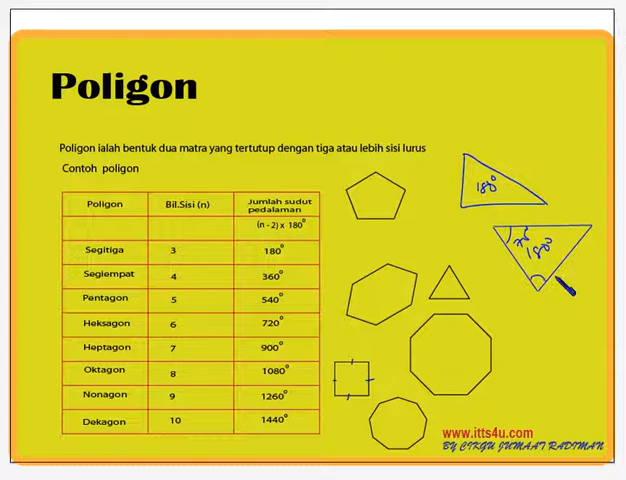 Poligon
Poligon ialah bentuk dua matra yang tertutup dengan tiga atau lebih sisi lurus
Contoh poligon
Poligon Bil.Sisi (n) Jumlah sudut pedalaman
(n - 2) x 180°
Segitiga 3 180°
Segiempat 4 360°
Pentagon 5 540°
Heksagon 6 720°
Heptagon 7 900°
Oktagon 8 1080°
Nonagon 9 1260°
Dekagon 10 1440°
180°
180°
www.itts4u.com
BY CIKGU JUMAAT RADIMAN